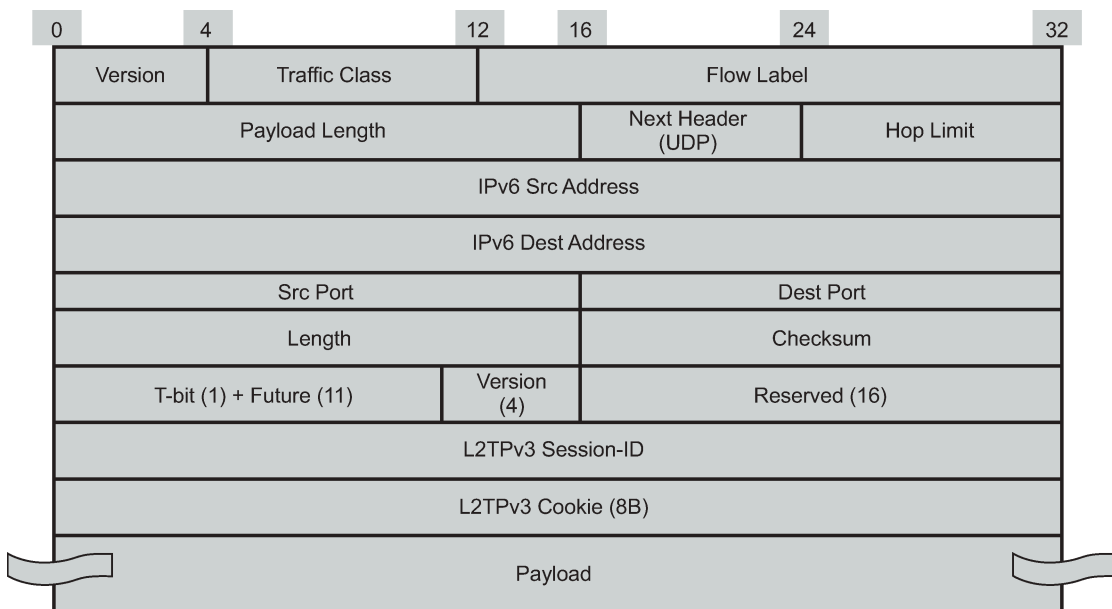 0 4 12 16 24 32
Version Traffic Class Flow Label
Payload Length Next Header (UDP) Hop Limit
IPv6 Src Address
IPv6 Dest Address
Src Port Dest Port
Length Checksum
T-bit (1) + Future (11) Version (4) Reserved (16)
L2TPv3 Session-ID
L2TPv3 Cookie (8B)
Payload